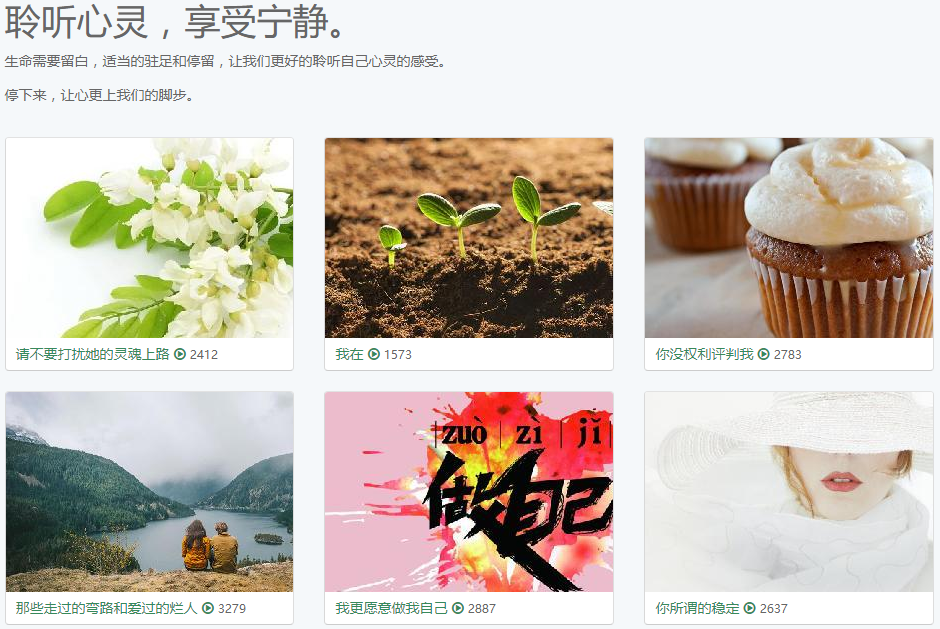 聆听心灵，享受宁静。
生命需要留白，适当的驻足和停留，让我们更好的聆听自己心灵的感受。
停下来，让心更上我们的脚步。
请不要打扰她的灵魂上路 2412
我在 1573
你没权利评判我 2783
zuò zì jǐ
做自己
那些走过的弯路和爱过的烂人 3279
我更愿意做我自己 2887
你所谓的稳定 2637